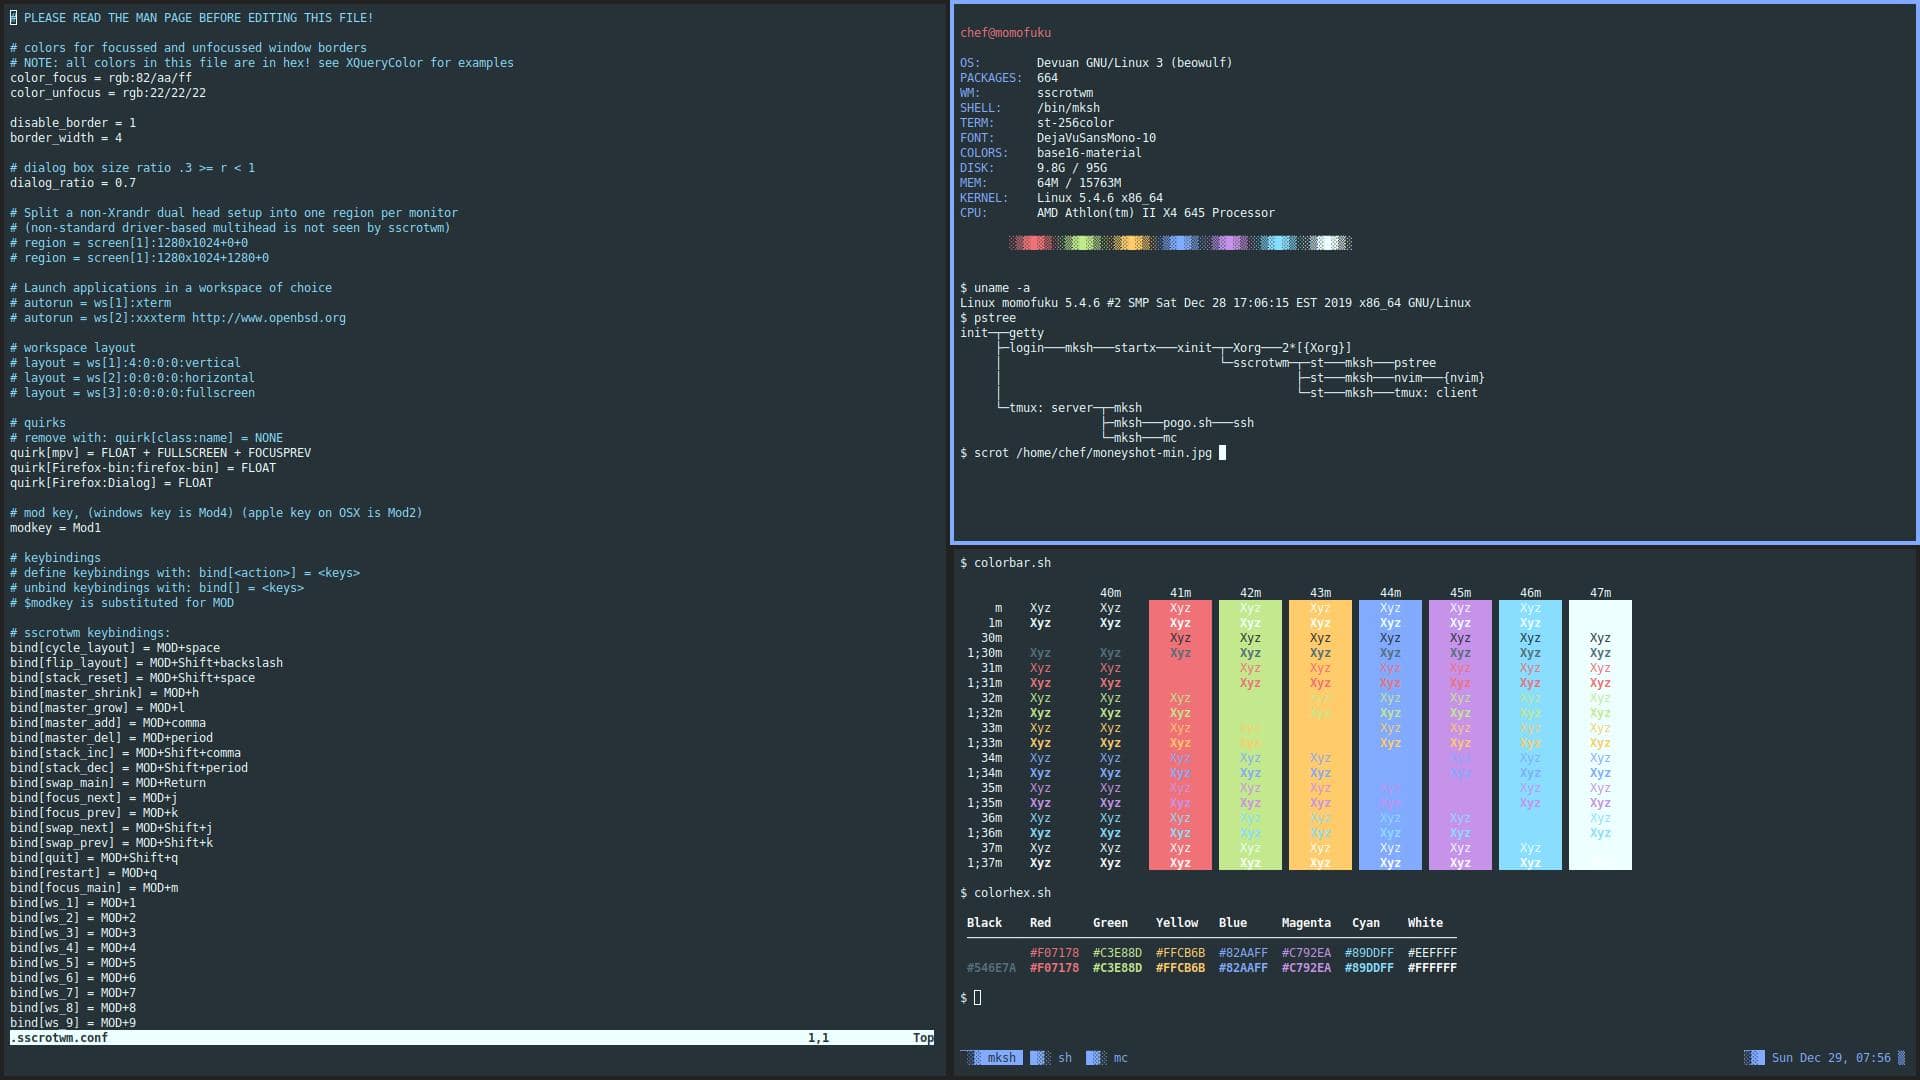 # PLEASE READ THE MAN PAGE BEFORE EDITING THIS FILE!
# colors for focussed and unfocussed window borders
# NOTE: all colors in this file are in hex! see XQueryColor for examples
color_focus = rgb:82/aa/ff
color_unfocus = rgb:22/22/22
disable_border = 1
border_width = 4
# dialog box size ratio .3 >= r < 1
dialog_ratio = 0.7
# Split a non-Xrandr dual head setup into one region per monitor
# (non-standard driver-based multihead is not seen by sscrotwm)
# region = screen[1]:1280x1024+0+0
# region = screen[1]:1280x1024+1280+0
# Launch applications in a workspace of choice
# autorun = ws[1]:xterm
# autorun = ws[2]:xxxterm http://www.openbsd.org
# workspace layout
# layout = ws[1]:4:0:0:0:vertical
# layout = ws[2]:0:0:0:0:horizontal
# layout = ws[3]:0:0:0:0:fullscreen
# quirks
# remove with: quirk[class:name] = NONE
quirk[mpv] = FLOAT + FULLSCREEN + FOCUSPREV
quirk[Firefox-bin:firefox-bin] = FLOAT
quirk[Firefox:Dialog] = FLOAT
# mod key, (windows key is Mod4) (apple key on OSX is Mod2)
modkey = Mod1
# keybindings
# define keybindings with: bind[<action>] = <keys>
# unbind keybindings with: bind[] = <keys>
# $modkey is substituted for MOD
# sscrotwm keybindings:
bind[cycle_layout] = MOD+space
bind[flip_layout] = MOD+Shift+backslash
bind[stack_reset] = MOD+Shift+space
bind[master_shrink] = MOD+h
bind[master_grow] = MOD+l
bind[master_add] = MOD+comma
bind[master_del] = MOD+period
bind[stack_inc] = MOD+Shift+comma
bind[stack_dec] = MOD+Shift+period
bind[swap_main] = MOD+Return
bind[focus_next] = MOD+j
bind[focus_prev] = MOD+k
bind[swap_next] = MOD+Shift+j
bind[swap_prev] = MOD+Shift+k
bind[quit] = MOD+Shift+q
bind[restart] = MOD+q
bind[focus_main] = MOD+m
bind[ws_1] = MOD+1
bind[ws_2] = MOD+2
bind[ws_3] = MOD+3
bind[ws_4] = MOD+4
bind[ws_5] = MOD+5
bind[ws_6] = MOD+6
bind[ws_7] = MOD+7
bind[ws_8] = MOD+8
bind[ws_9] = MOD+9
.sscrotwm.conf 1,1 Top
chef@momofuku
OS: Devuan GNU/Linux 3 (beowulf)
PACKAGES: 664
WM: sscrotwm
SHELL: /bin/mksh
TERM: st-256color
FONT: DejaVuSansMono-10
COLORS: base16-material
DISK: 9.8G / 95G
MEM: 64M / 15763M
KERNEL: Linux 5.4.6 x86_64
CPU: AMD Athlon(tm) II X4 645 Processor
$ uname -a
Linux momofuku 5.4.6 #2 SMP Sat Dec 28 17:06:15 EST 2019 x86_64 GNU/Linux
$ pstree
init─┬─getty
     ├─login───mksh───startx───xinit─┬─Xorg───2*[{Xorg}]
     │                               └─sscrotwm─┬─st───mksh───pstree
     │                                          ├─st───mksh───nvim───{nvim}
     │                                          └─st───mksh───tmux: client
     └─tmux: server─┬─mksh
                    ├─mksh───pogo.sh───ssh
                    └─mksh───mc
$ scrot /home/chef/moneyshot-min.jpg
$ colorbar.sh
40m 41m 42m 43m 44m 45m 46m 47m
m Xyz Xyz Xyz Xyz Xyz Xyz Xyz Xyz
1m Xyz Xyz Xyz Xyz Xyz Xyz Xyz Xyz
30m Xyz Xyz Xyz Xyz Xyz Xyz Xyz
1;30m Xyz Xyz Xyz Xyz Xyz Xyz Xyz Xyz Xyz
31m Xyz Xyz Xyz Xyz Xyz Xyz Xyz Xyz
1;31m Xyz Xyz Xyz Xyz Xyz Xyz Xyz Xyz
32m Xyz Xyz Xyz Xyz Xyz Xyz Xyz Xyz
1;32m Xyz Xyz Xyz Xyz Xyz Xyz Xyz Xyz
33m Xyz Xyz Xyz Xyz Xyz Xyz Xyz Xyz
1;33m Xyz Xyz Xyz Xyz Xyz Xyz Xyz Xyz
34m Xyz Xyz Xyz Xyz Xyz Xyz Xyz Xyz
1;34m Xyz Xyz Xyz Xyz Xyz Xyz Xyz Xyz
35m Xyz Xyz Xyz Xyz Xyz Xyz Xyz Xyz
1;35m Xyz Xyz Xyz Xyz Xyz Xyz Xyz Xyz
36m Xyz Xyz Xyz Xyz Xyz Xyz Xyz Xyz
1;36m Xyz Xyz Xyz Xyz Xyz Xyz Xyz Xyz
37m Xyz Xyz Xyz Xyz Xyz Xyz Xyz Xyz
1;37m Xyz Xyz Xyz Xyz Xyz Xyz Xyz Xyz
$ colorhex.sh
Black Red Green Yellow Blue Magenta Cyan White
#F07178 #C3E88D #FFCB6B #82AAFF #C792EA #89DDFF #EEFFFF
#546E7A #F07178 #C3E88D #FFCB6B #82AAFF #C792EA #89DDFF #FFFFFF
$
mksh sh mc Sun Dec 29, 07:56